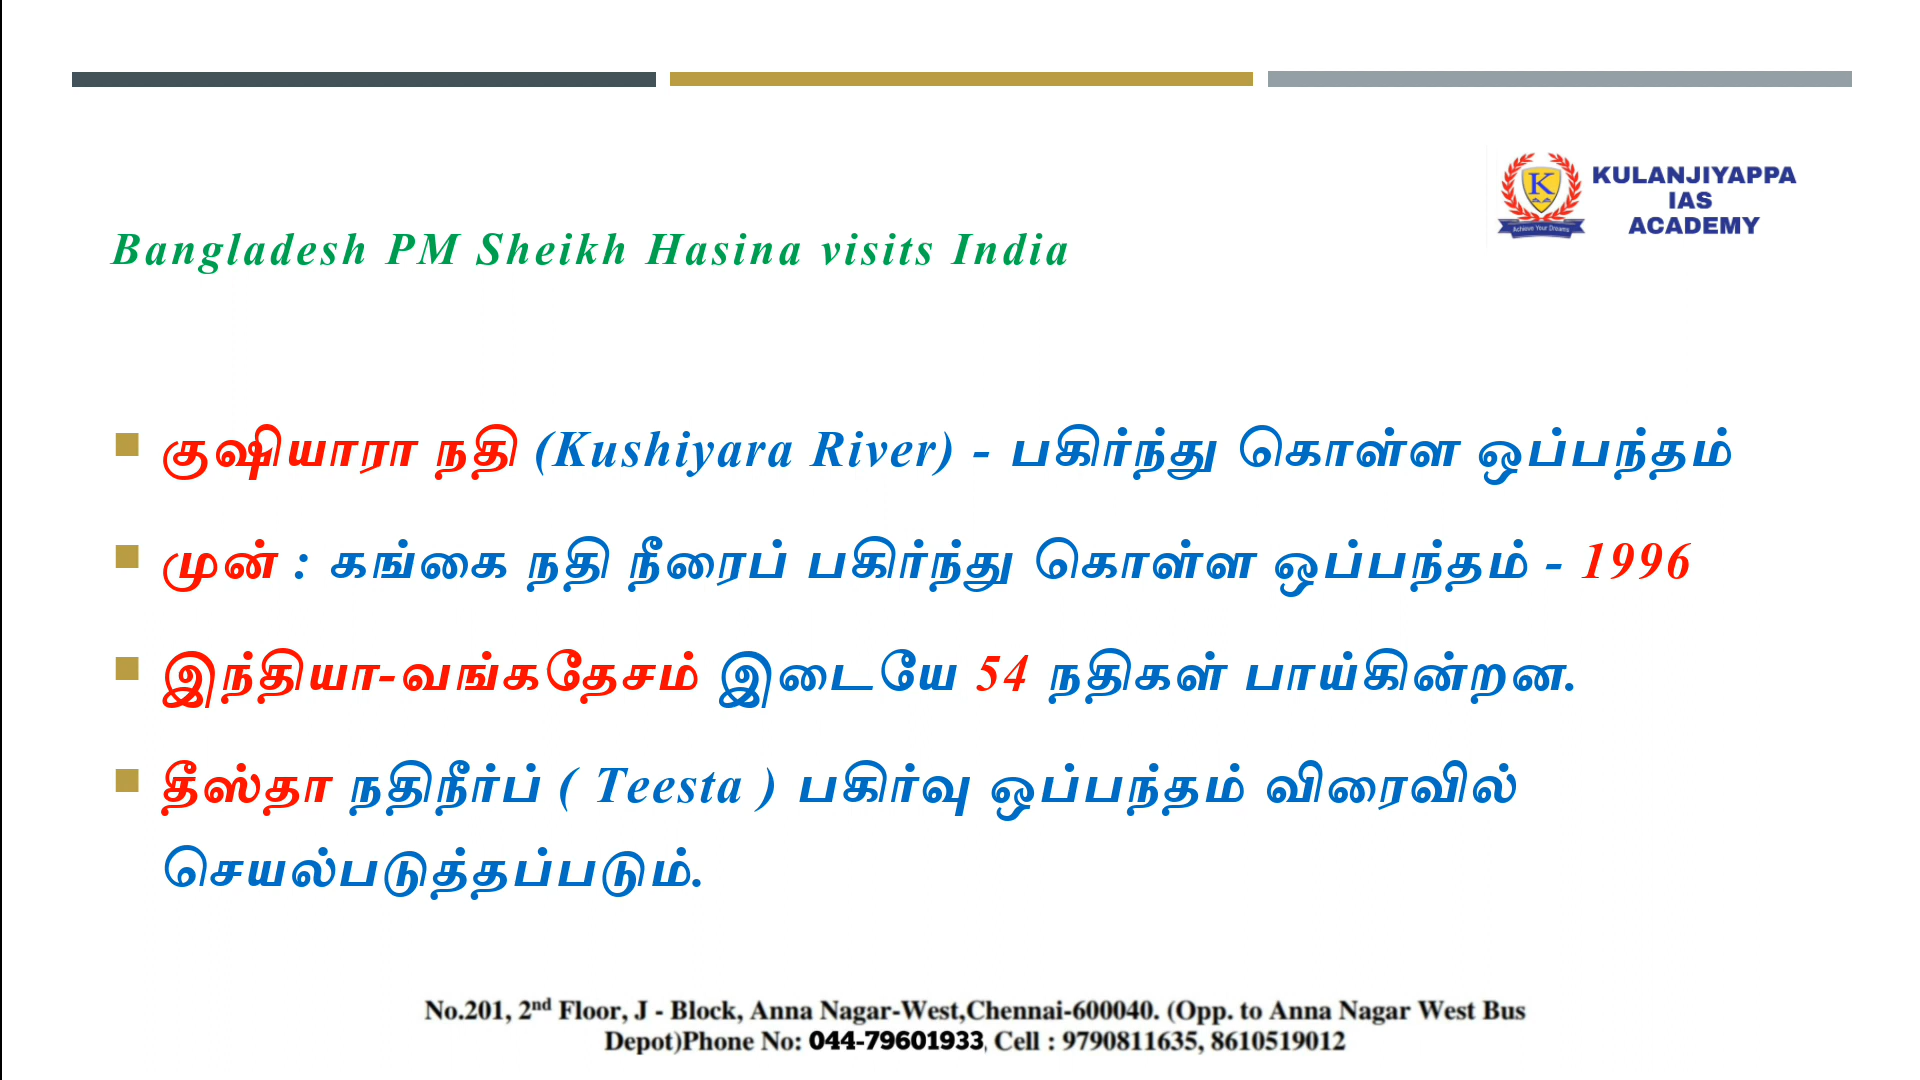 KULANJIYAPPA
IAS
ACADEMY
K
Achieve Your Dreams
Bangladesh PM Sheikh Hasina visits India
குஷியாரா நதி (Kushiyara River) - பகிர்ந்து கொள்ள ஒப்பந்தம்
முன் : கங்கை நதி நீரைப் பகிர்ந்து கொள்ள ஒப்பந்தம் - 1996
இந்தியா-வங்கதேசம் இடையே 54 நதிகள் பாய்கின்றன.
தீஸ்தா நதிநீர்ப் ( Teesta ) பகிர்வு ஒப்பந்தம் விரைவில்
செயல்படுத்தப்படும்.
No.201, 2nd Floor, J - Block, Anna Nagar-West,Chennai-600040. (Opp. to Anna Nagar West Bus
Depot)Phone No: 044-79601933, Cell : 9790811635, 8610519012